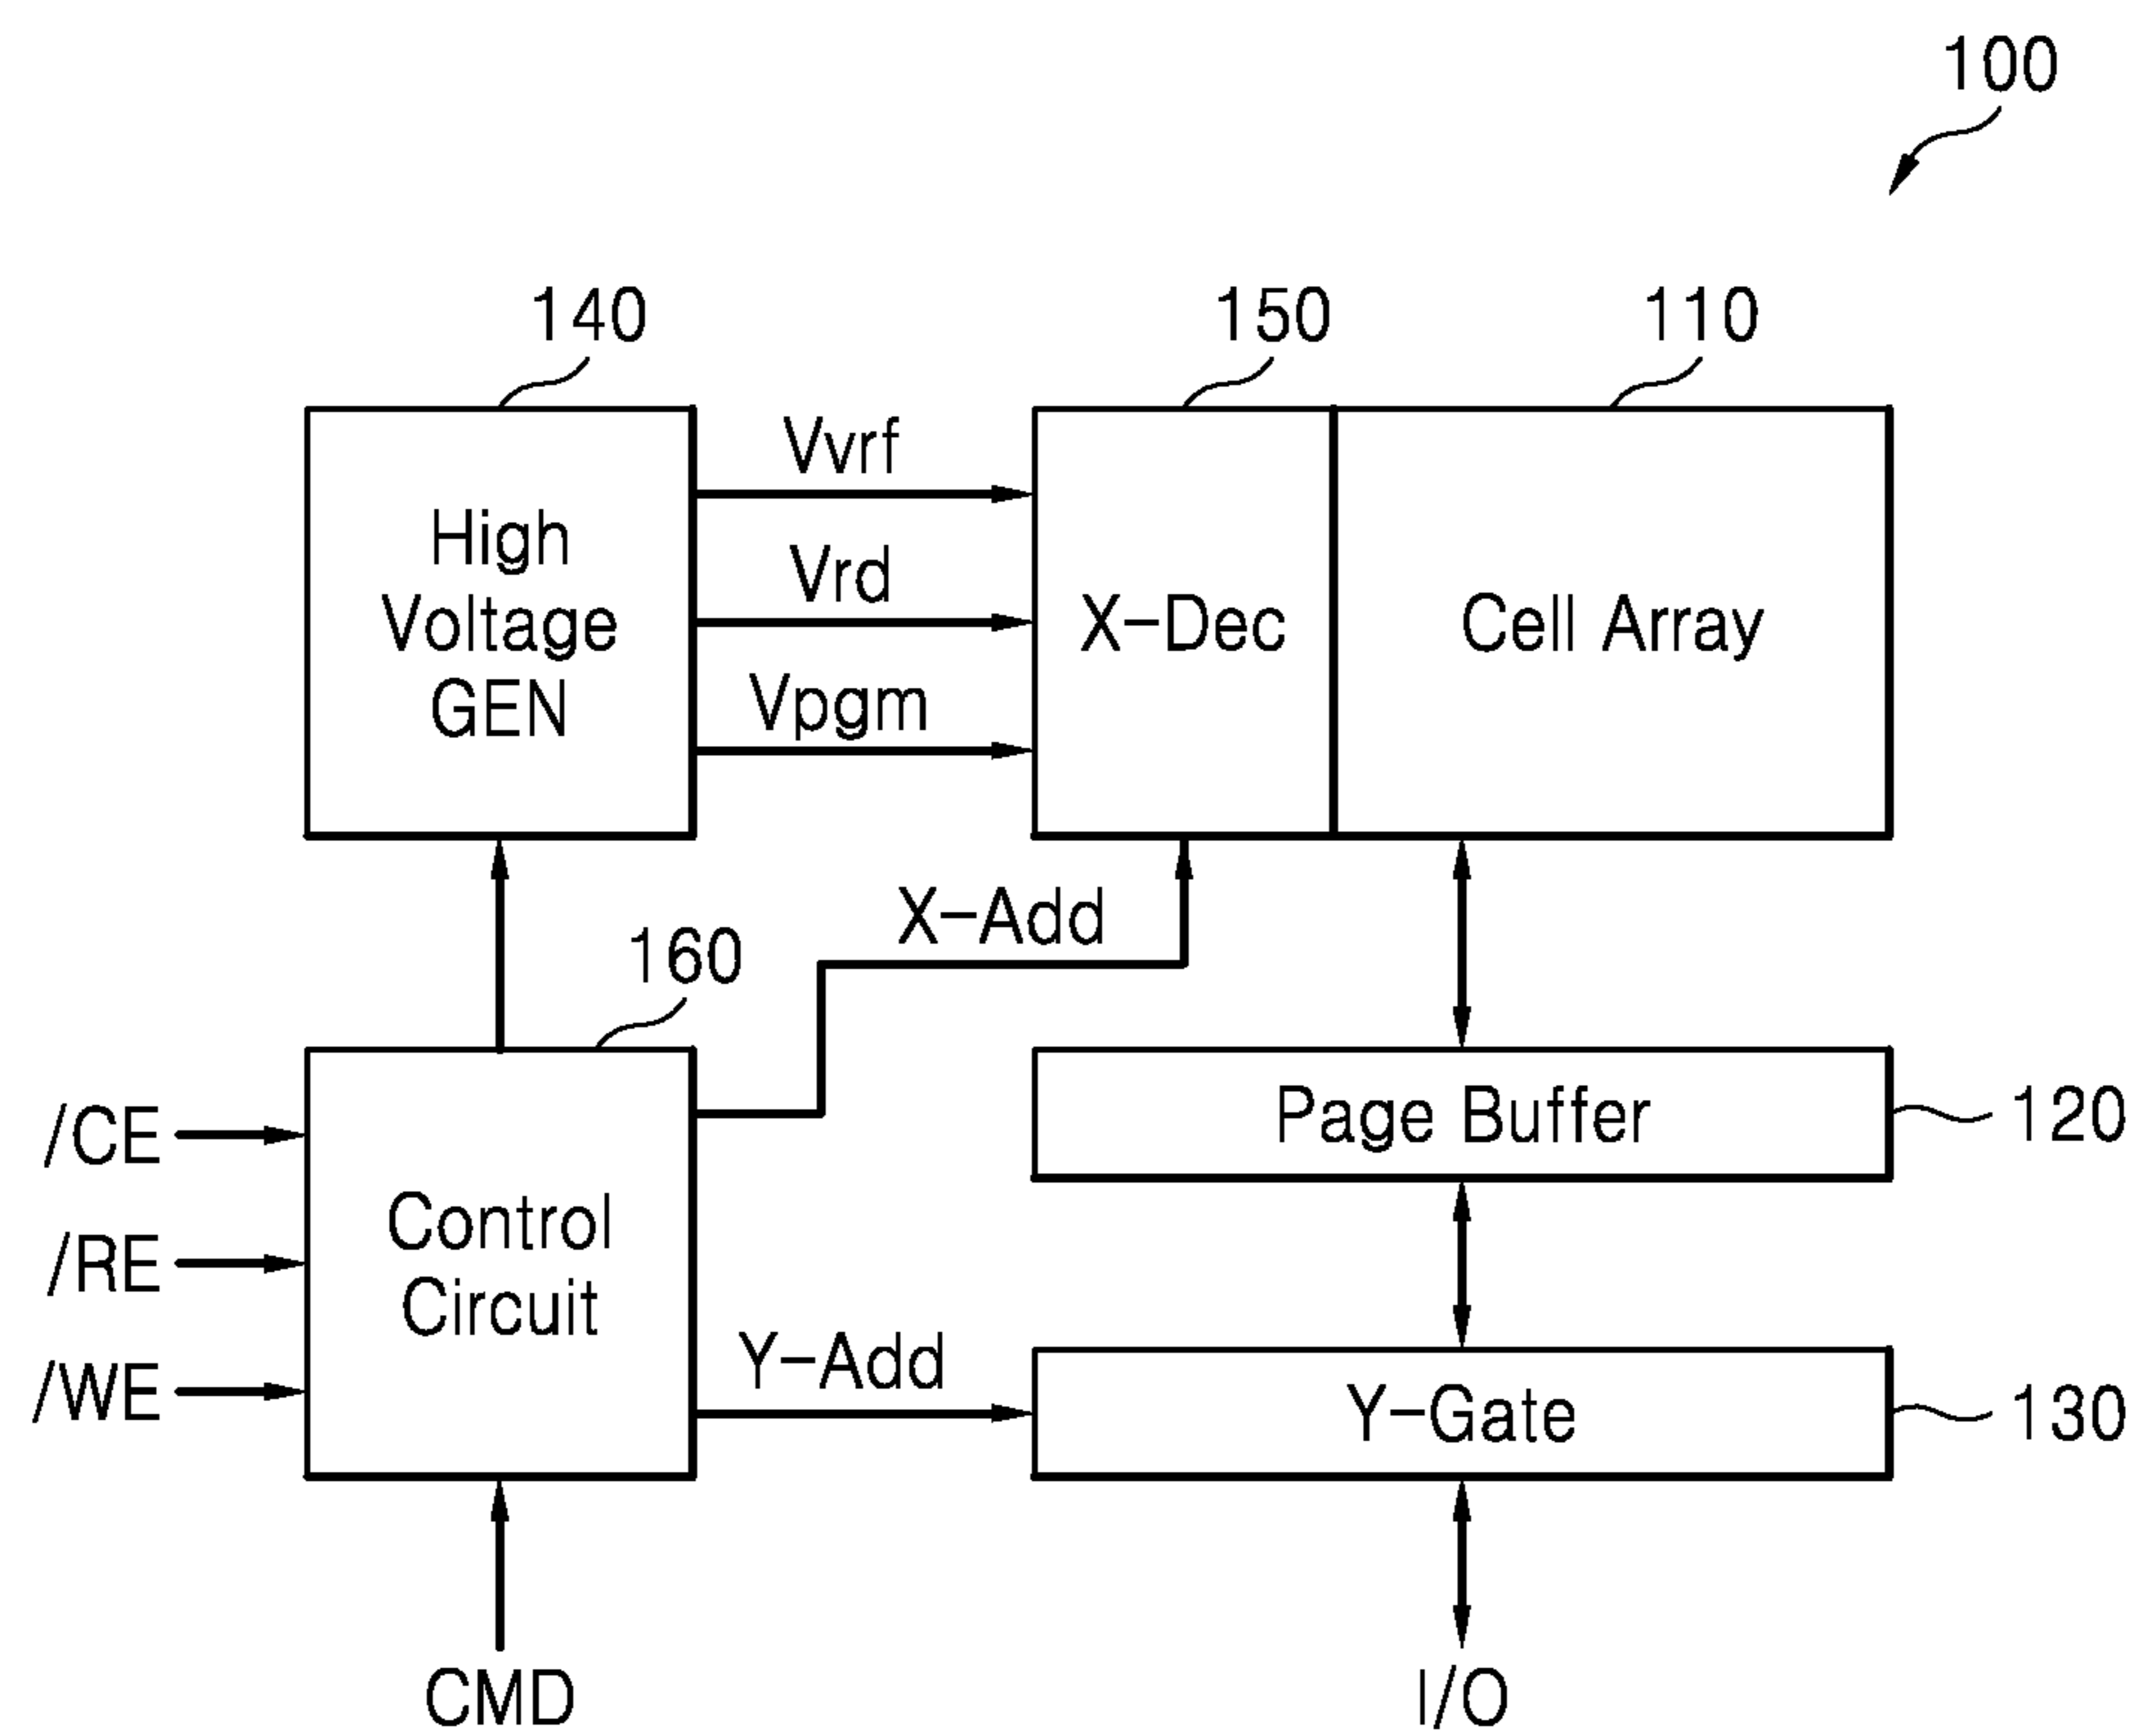 100
140
150
110
High
Voltage
GEN
Vvrf
Vrd
Vpgm
X-Dec
Cell Array
X-Add
160
/CE
/RE
/WE
Control
Circuit
Page Buffer
120
Y-Add
Y-Gate
130
CMD
I/O